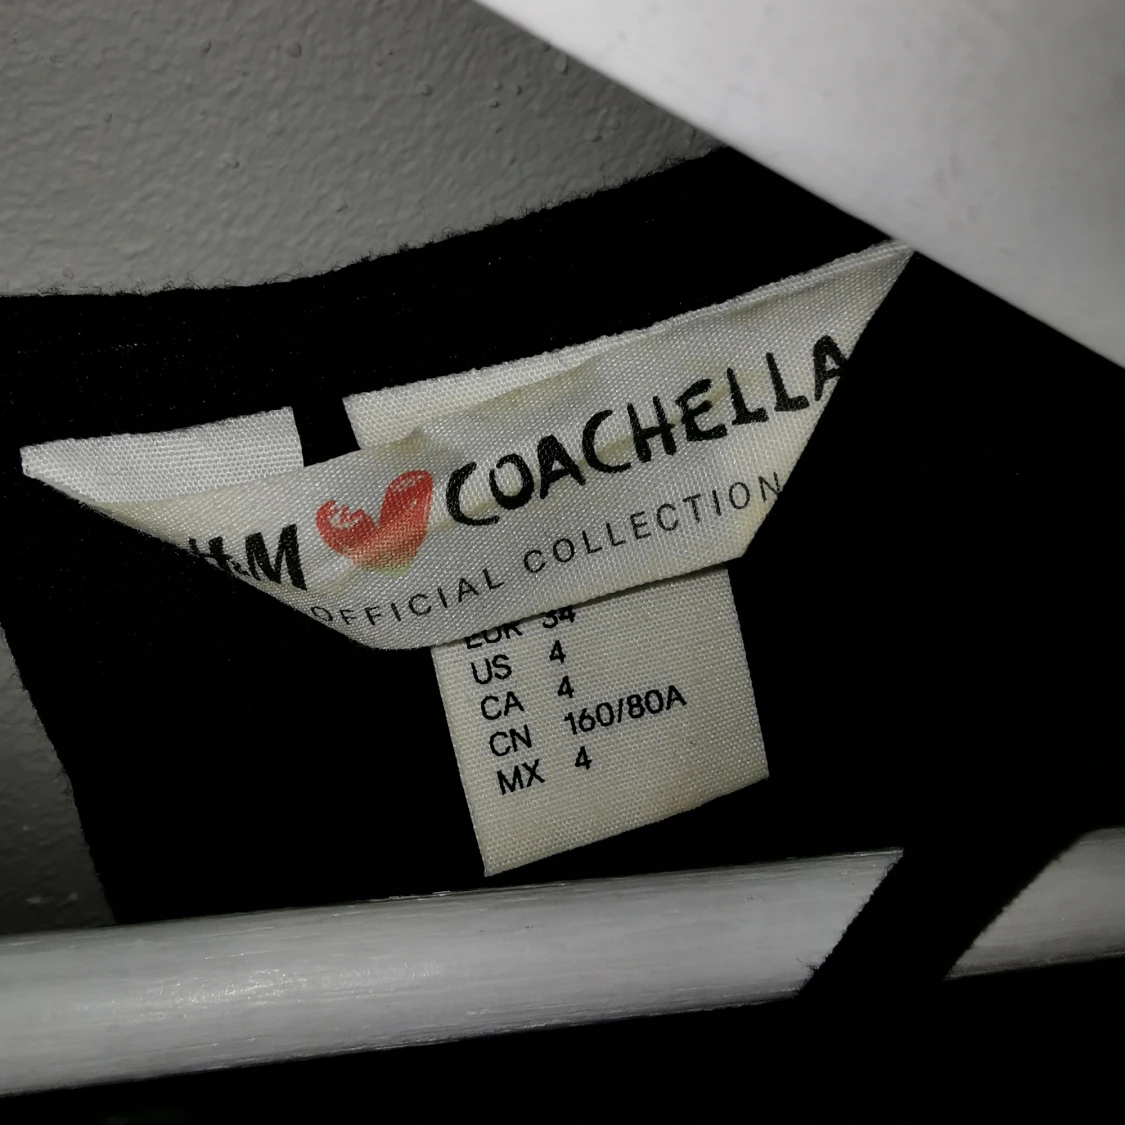 H&M COACHELLA
OFFICIAL COLLECTION
EUR 34
US 4
CA 4
CN 160/80A
MX 4